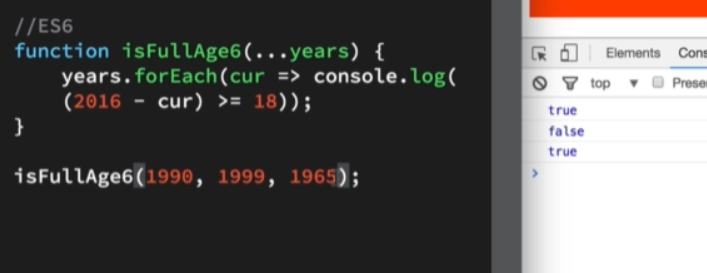 //ES6
function isFullAge6(...years) {
years.forEach(cur => console.log(
(2016 - cur) >= 18));
}
isFullAge6(1990, 1999, 1965);
Elements Cons
top ▼ Prese
true
false
true
>